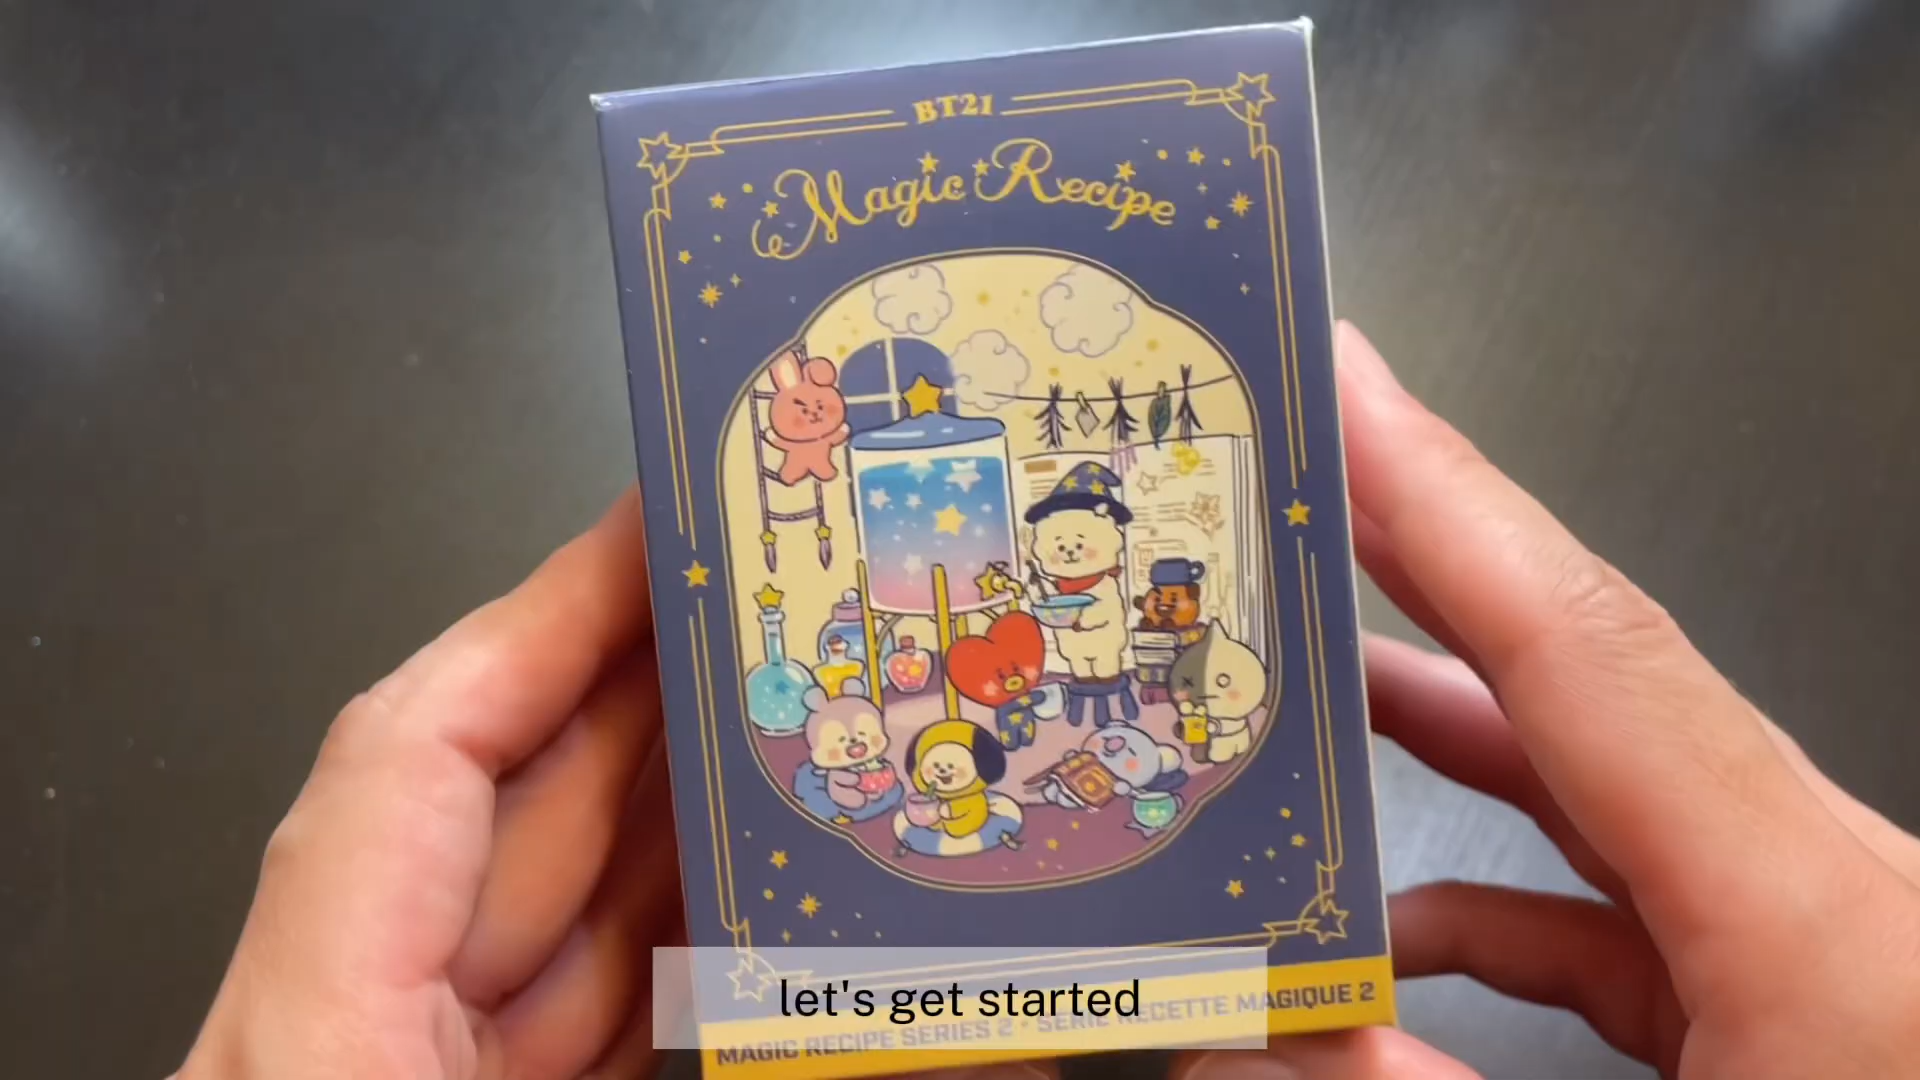 BT21
Magic Recipe
let's get started
MAGIC RECIPE SERIES 2 • SÉRIE RECETTE MAGIQUE 2